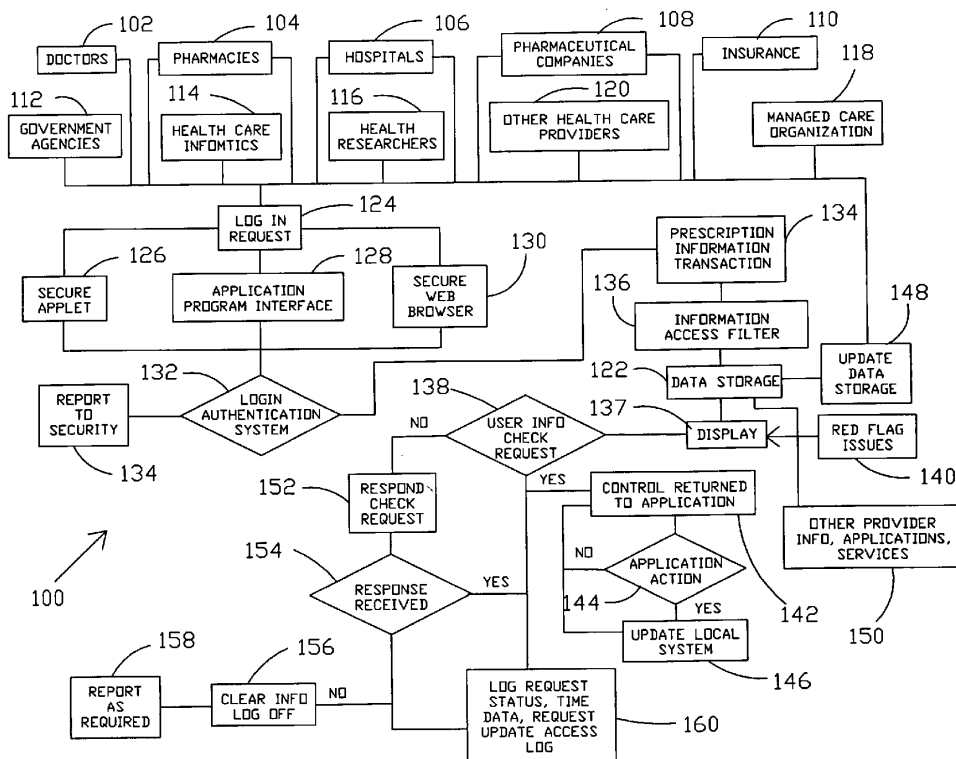 102
104
106
108
110
DOCTORS
PHARMACIES
HOSPITALS
PHARMACEUTICAL
COMPANIES
INSURANCE
118
112
114
116
120
GOVERNMENT
AGENCIES
HEALTH CARE
INFOMTICS
HEALTH
RESEARCHERS
OTHER HEALTH CARE
PROVIDERS
MANAGED CARE
ORGANIZATION
124
LOG IN
REQUEST
134
PRESCRIPTION
INFORMATION
TRANSACTION
126
128
130
SECURE
APPLET
APPLICATION
PROGRAM INTERFACE
SECURE
WEB
BROWSER
136
INFORMATION
ACCESS FILTER
148
UPDATE
DATA
STORAGE
132
LOGIN
AUTHENTICATION
SYSTEM
REPORT
TO
SECURITY
134
122
DATA STORAGE
138
137
USER INFO
CHECK
REQUEST
DISPLAY
RED FLAG
ISSUES
140
NO
YES
152
RESPOND
CHECK
REQUEST
CONTROL RETURNED
TO APPLICATION
142
OTHER PROVIDER
INFO, APPLICATIONS,
SERVICES
150
154
RESPONSE
RECEIVED
YES
NO
APPLICATION
ACTION
144
YES
UPDATE LOCAL
SYSTEM
146
100
158
156
REPORT
AS
REQUIRED
CLEAR INFO
LOG OFF
NO
LOG REQUEST
STATUS, TIME
DATA, REQUEST
UPDATE ACCESS
LOG
160